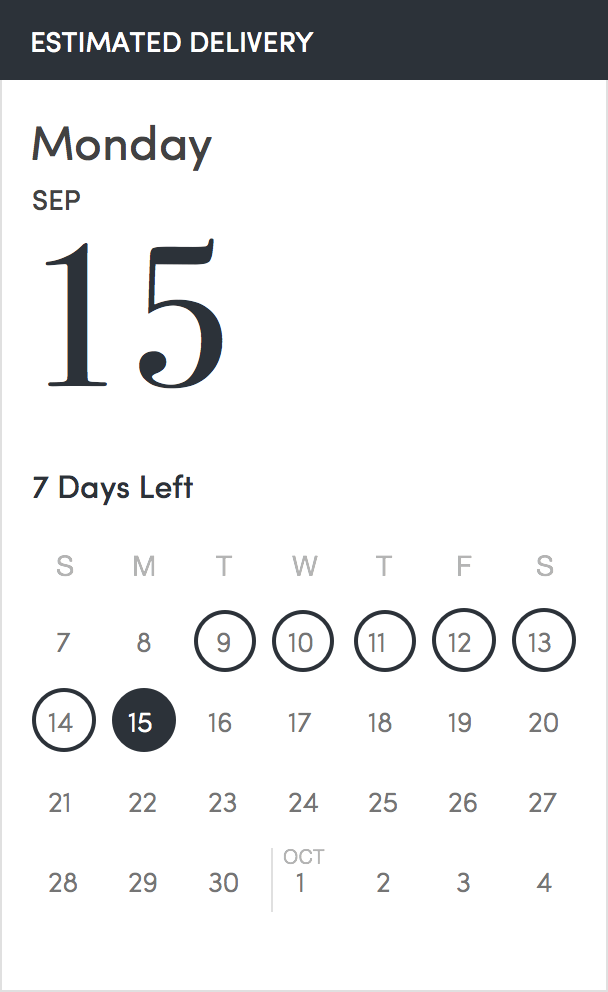 ESTIMATED DELIVERY
Monday
SEP
15
7 Days Left
S M T W T F S
7 8 9 10 11 12 13
14 15 16 17 18 19 20
21 22 23 24 25 26 27
OCT
28 29 30 1 2 3 4